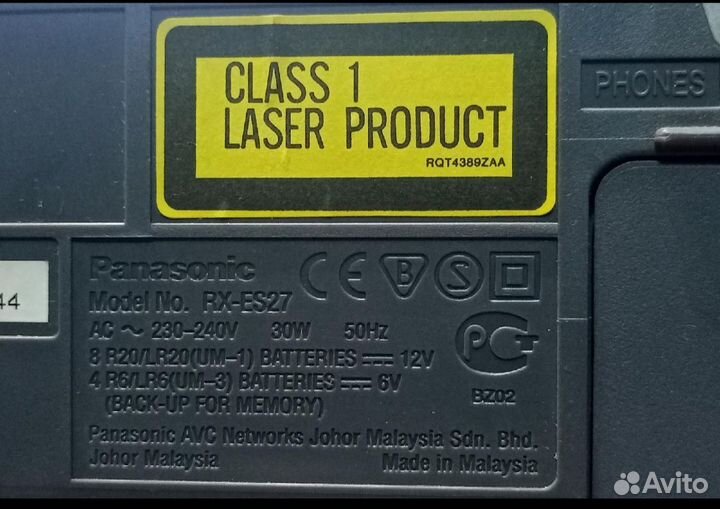 CLASS 1
LASER PRODUCT
RQT4389ZAA
PHONES
44
Panasonic
Model No. RX-ES27
AC ~ 230-240V 30W 50Hz
8 R20/LR20(UM-1) BATTERIES ⎓ 12V
4 R6/LR6(UM-3) BATTERIES ⎓ 6V
(BACK-UP FOR MEMORY)
CE B S
PG
BZ02
Panasonic AVC Networks Johor Malaysia Sdn. Bhd.
Johor Malaysia Made in Malaysia
Avito